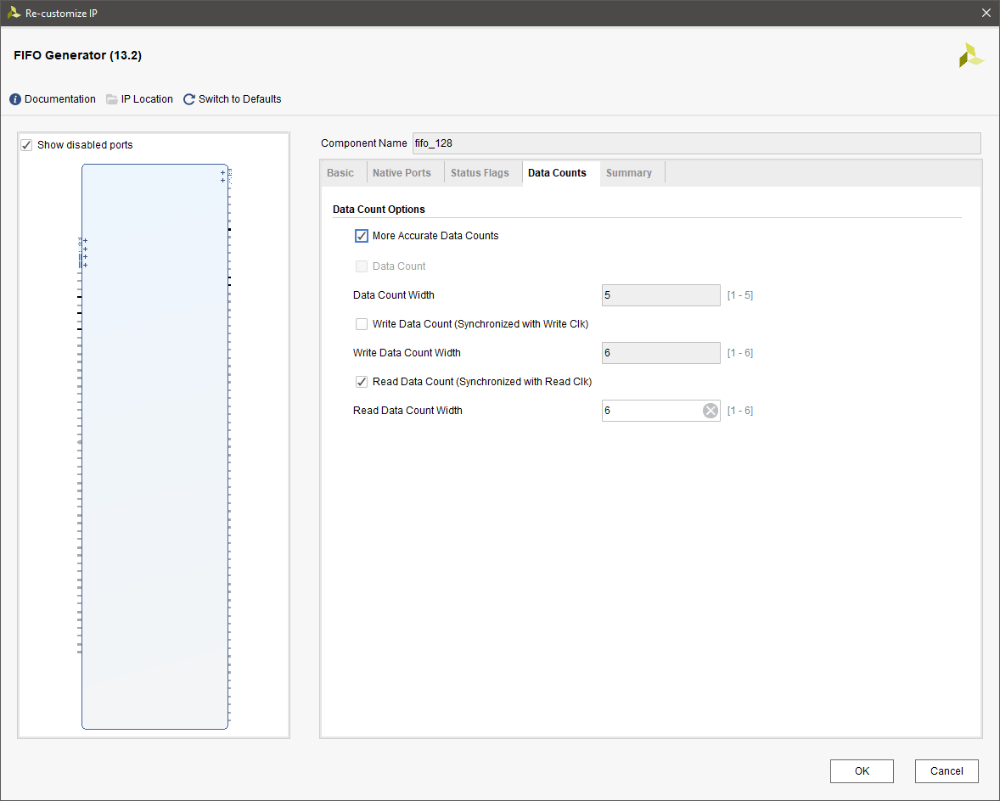 Re-customize IP
FIFO Generator (13.2)
Documentation IP Location Switch to Defaults
Show disabled ports
Component Name fifo_128
Basic Native Ports Status Flags Data Counts Summary
Data Count Options
More Accurate Data Counts
Data Count
Data Count Width 5 [1 - 5]
Write Data Count (Synchronized with Write Clk)
Write Data Count Width 6 [1 - 6]
Read Data Count (Synchronized with Read Clk)
Read Data Count Width 6 [1 - 6]
OK Cancel